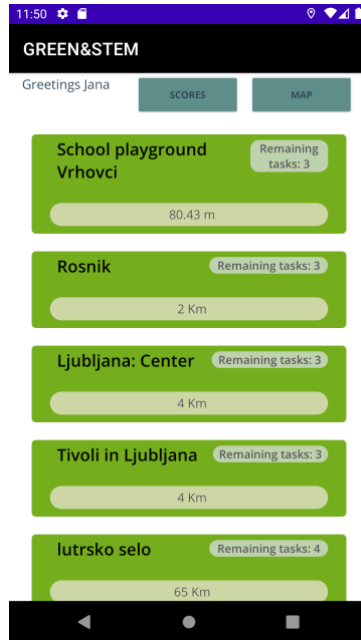 11:50
GREEN&STEM
Greetings Jana
SCORES
MAP
School playground
Vrhovci
Remaining
tasks: 3
80,43 m
Rosnik
Remaining tasks: 3
2 Km
Ljubljana: Center
Remaining tasks: 3
4 Km
Tivoli in Ljubljana
Remaining tasks: 3
4 Km
lutrsko selo
Remaining tasks: 4
65 Km